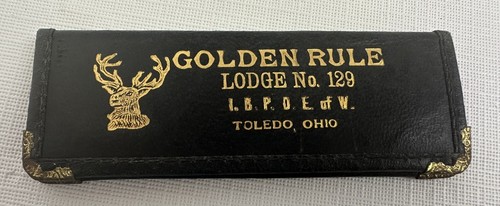 GOLDEN RULE
LODGE No. 129
I. B. P. O. E. of W.
TOLEDO, OHIO